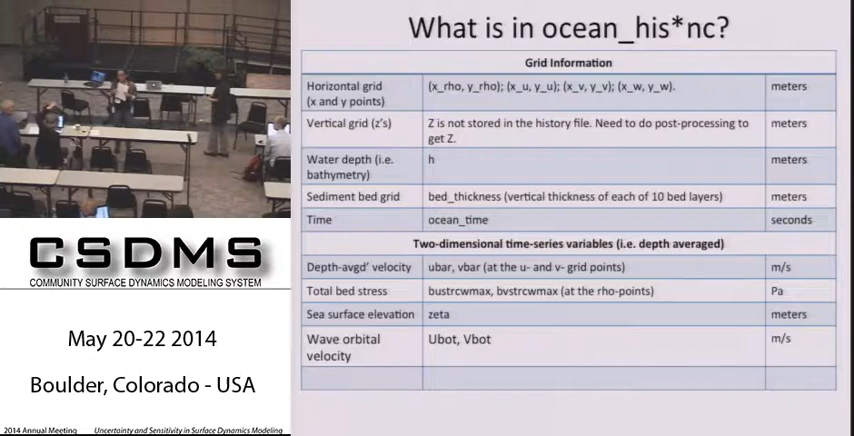 What is in ocean_his*nc?
Grid Information
Horizontal grid (x_rho, y_rho); (x_u, y_u); (x_v, y_v); (x_w, y_w). meters
(x and y points)
Vertical grid (z's) Z is not stored in the history file. Need to do post-processing to meters
get Z.
Water depth (i.e. h meters
bathymetry)
Sediment bed grid bed_thickness (vertical thickness of each of 10 bed layers) meters
Time ocean_time seconds
Two-dimensional time-series variables (i.e. depth averaged)
Depth-avgd' velocity ubar, vbar (at the u- and v- grid points) m/s
Total bed stress bustrcwmax, bvstrcwmax (at the rho-points) Pa
Sea surface elevation zeta meters
Wave orbital Ubot, Vbot m/s
velocity
CSDMS
COMMUNITY SURFACE DYNAMICS MODELING SYSTEM
May 20-22 2014
Boulder, Colorado - USA
2014 Annual Meeting Uncertainty and Sensitivity in Surface Dynamics Modeling